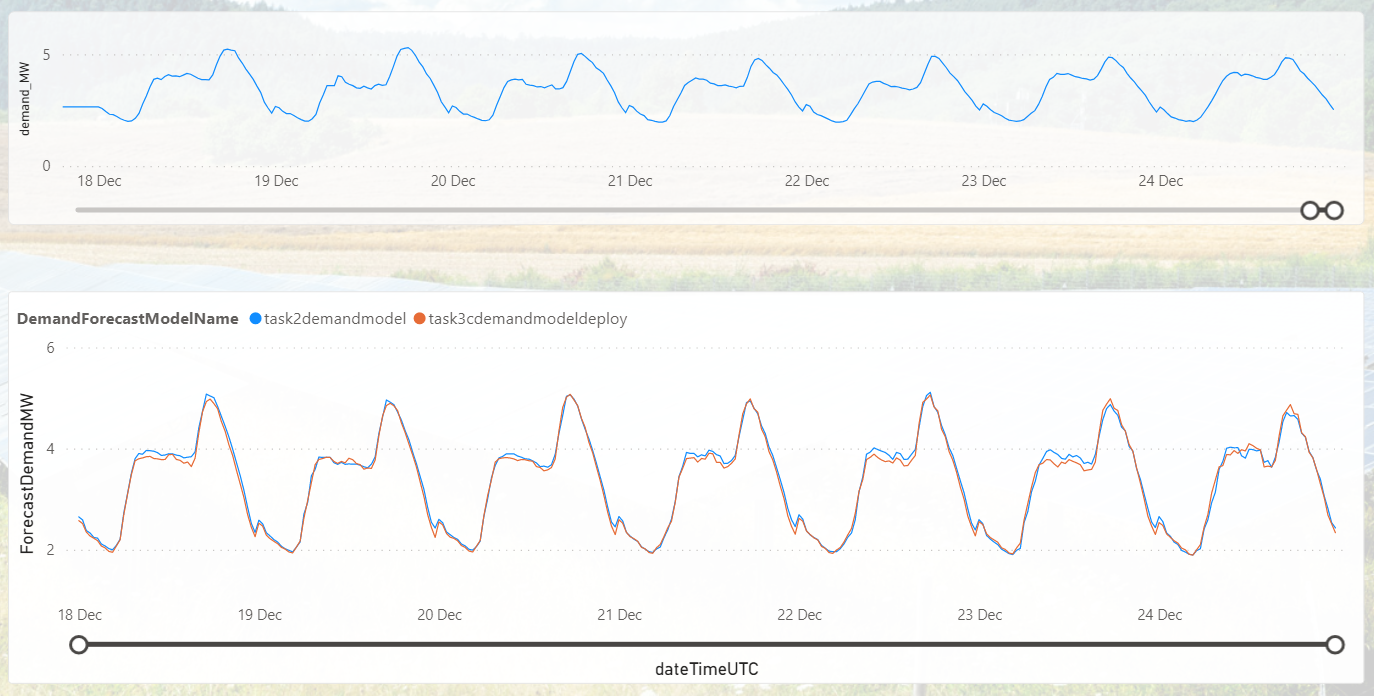 demand_MW
5
0
18 Dec 19 Dec 20 Dec 21 Dec 22 Dec 23 Dec 24 Dec
DemandForecastModelName task2demandmodel task3cdemandmodeldeploy
ForecastDemandMW
6
4
2
18 Dec 19 Dec 20 Dec 21 Dec 22 Dec 23 Dec 24 Dec
dateTimeUTC